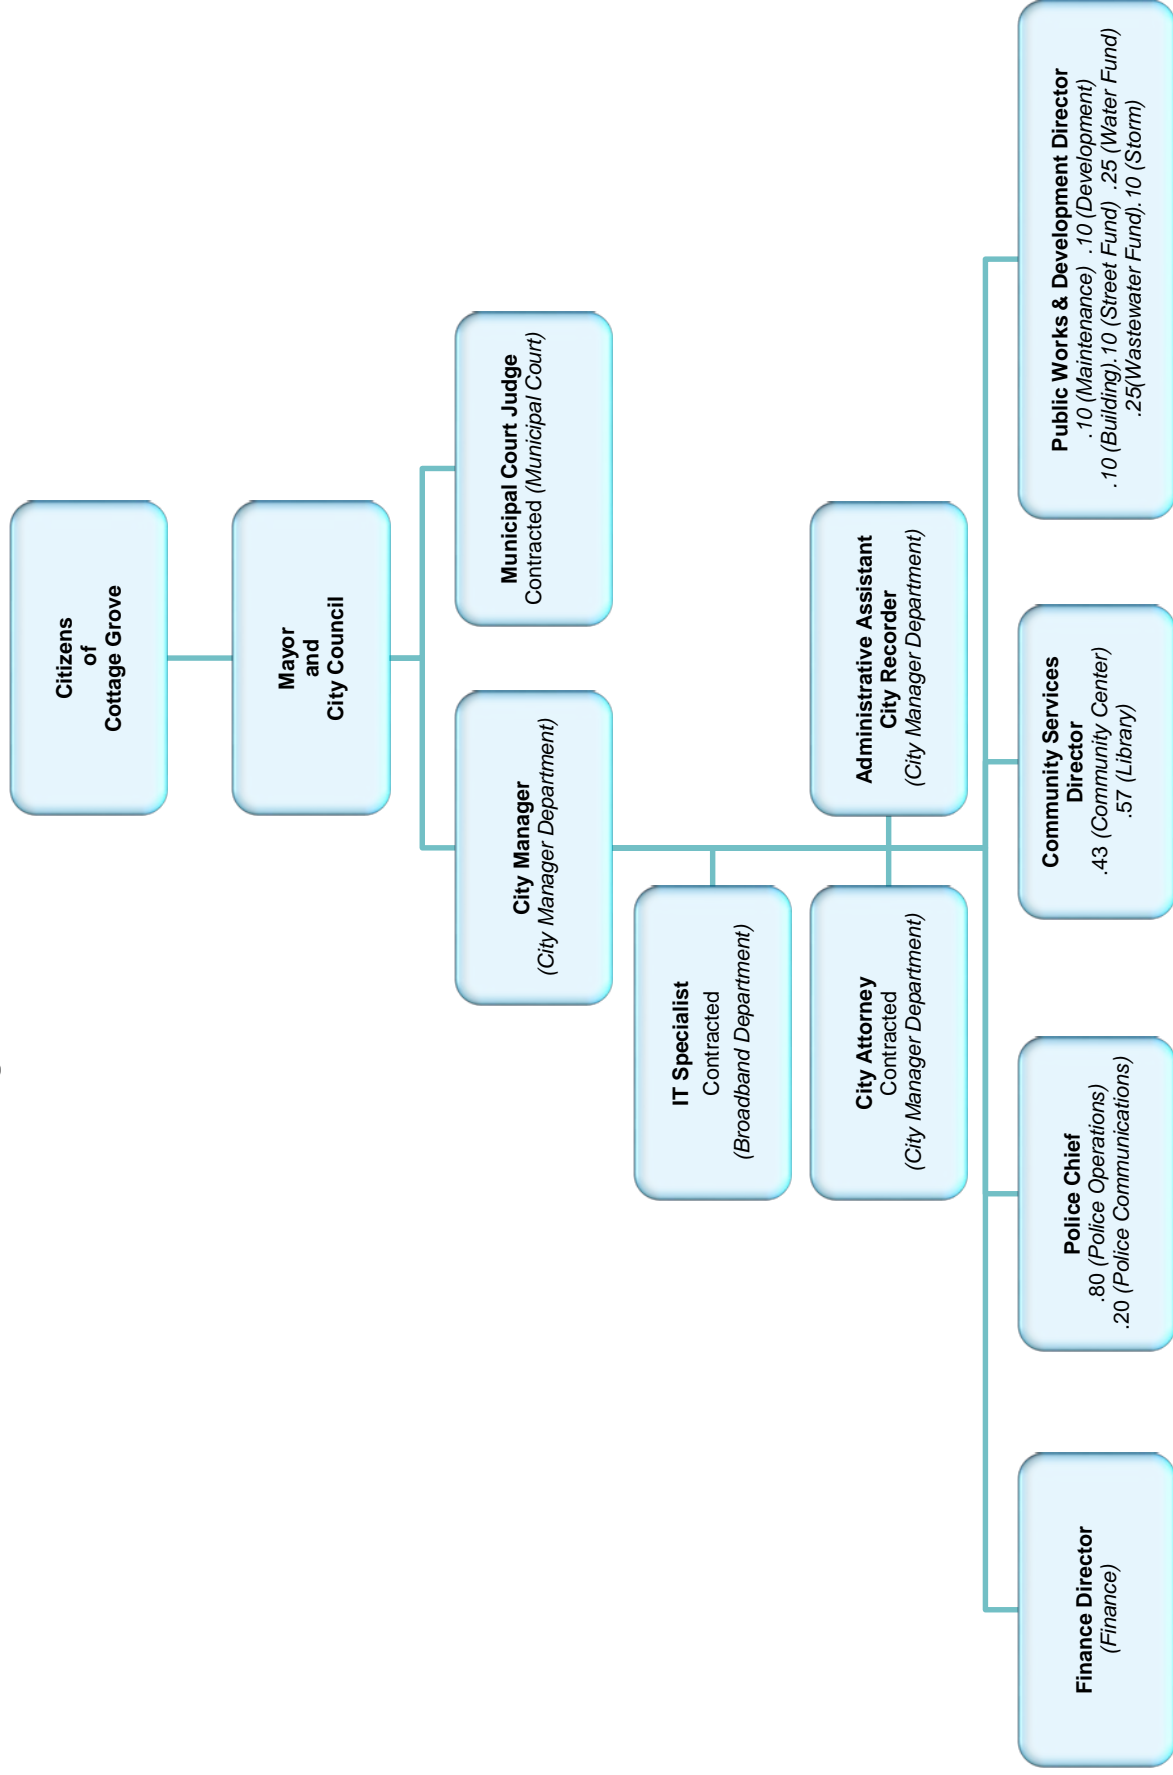 Citizens
of
Cottage Grove
Mayor
and
City Council
City Manager
(City Manager Department)
Municipal Court Judge
Contracted (Municipal Court)
IT Specialist
Contracted
(Broadband Department)
City Attorney
Contracted
(City Manager Department)
Administrative Assistant
City Recorder
(City Manager Department)
Finance Director
(Finance)
Police Chief
.80 (Police Operations)
.20 (Police Communications)
Community Services
Director
.43 (Community Center)
.57 (Library)
Public Works & Development Director
.10 (Maintenance) .10 (Development)
.10 (Building).10 (Street Fund) .25 (Water Fund)
.25(Wastewater Fund).10 (Storm)